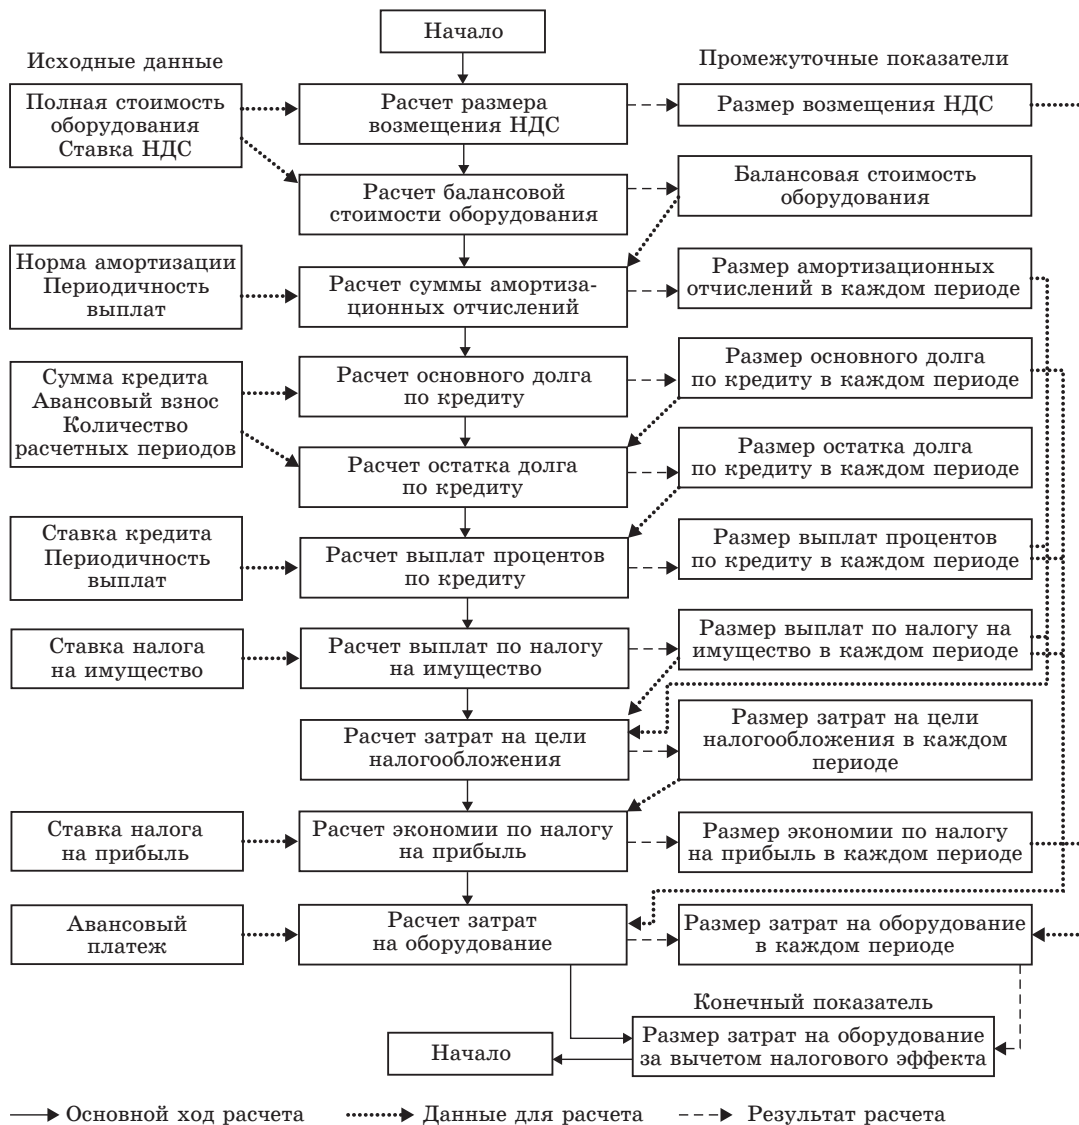 Начало
Исходные данные
Промежуточные показатели
Полная стоимость
оборудования
Ставка НДС
Расчет размера
возмещения НДС
Размер возмещения НДС
Расчет балансовой
стоимости оборудования
Балансовая стоимость
оборудования
Норма амортизации
Периодичность
выплат
Расчет суммы амортиза-
ционных отчислений
Размер амортизационных
отчислений в каждом периоде
Сумма кредита
Авансовый взнос
Количество
расчетных периодов
Расчет основного долга
по кредиту
Размер основного долга
по кредиту в каждом периоде
Расчет остатка долга
по кредиту
Размер остатка долга
по кредиту в каждом периоде
Ставка кредита
Периодичность
выплат
Расчет выплат процентов
по кредиту
Размер выплат процентов
по кредиту в каждом периоде
Ставка налога
на имущество
Расчет выплат по налогу
на имущество
Размер выплат по налогу на
имущество в каждом периоде
Расчет затрат на цели
налогообложения
Размер затрат на цели
налогообложения в каждом
периоде
Ставка налога
на прибыль
Расчет экономии по налогу
на прибыль
Размер экономии по налогу
на прибыль в каждом периоде
Авансовый
платеж
Расчет затрат
на оборудование
Размер затрат на оборудование
в каждом периоде
Конечный показатель
Начало
Размер затрат на оборудование
за вычетом налогового эффекта
Основной ход расчета
Данные для расчета
Результат расчета